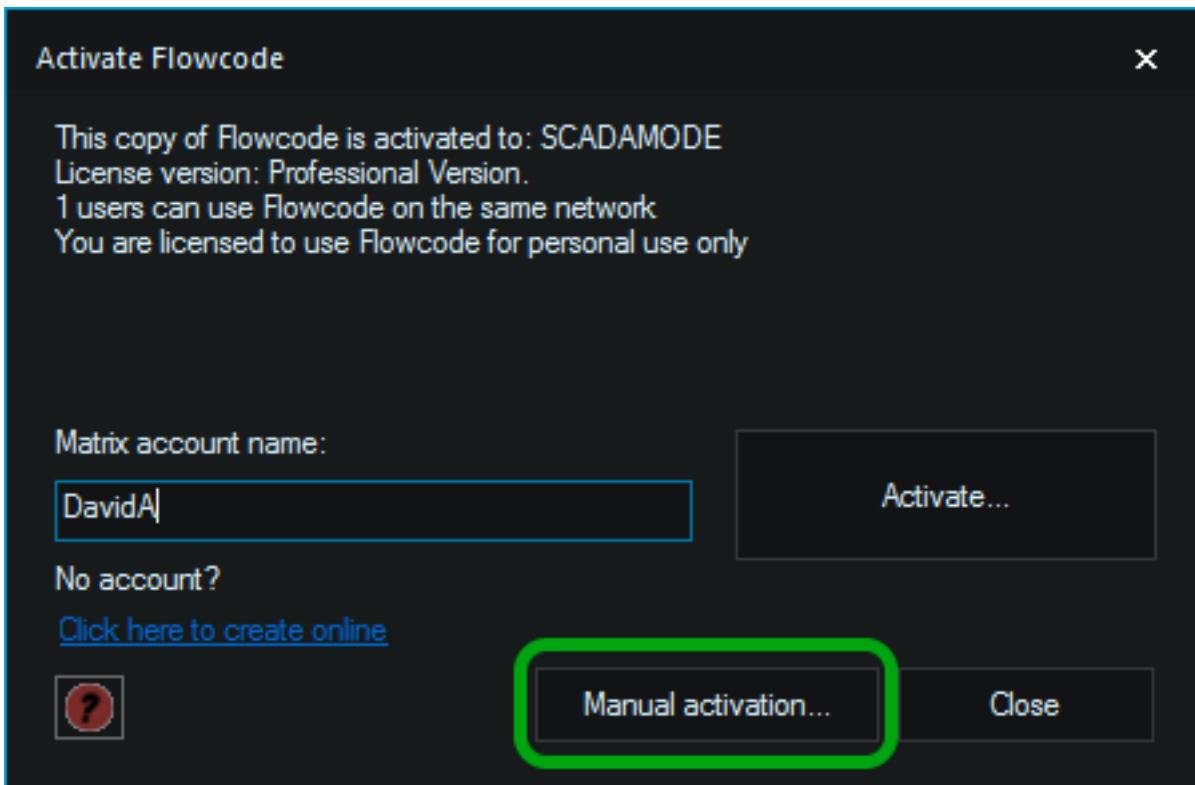 Activate Flowcode
This copy of Flowcode is activated to: SCADAMODE
License version: Professional Version.
1 users can use Flowcode on the same network
You are licensed to use Flowcode for personal use only
Matrix account name:
DavidA
Activate...
No account?
Click here to create online
?
Manual activation...
Close